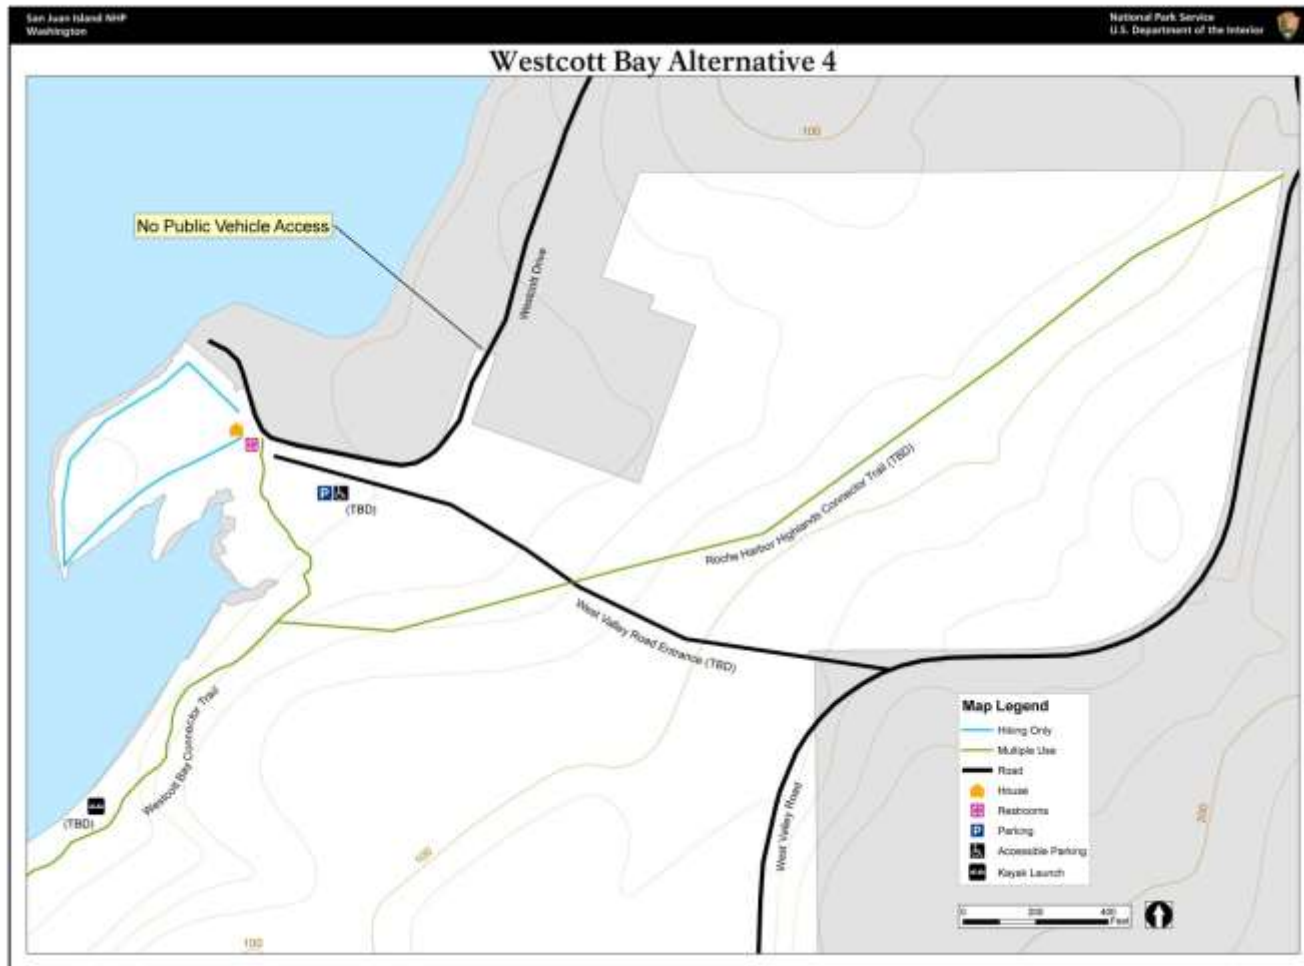 San Juan Island NHP
Washington
National Park Service
U.S. Department of the Interior
Westcott Bay Alternative 4
100
No Public Vehicle Access
Westcott Drive
(TBD)
Roche Harbor Highlands Connector Trail (TBD)
West Valley Road Entrance (TBD)
Westcott Bay Connector Trail
(TBD)
West Valley Road
100
200
100
Map Legend
Hiking Only
Multiple Use
Road
House
Restrooms
P Parking
Accessible Parking
Kayak Launch
0 200 400
Feet